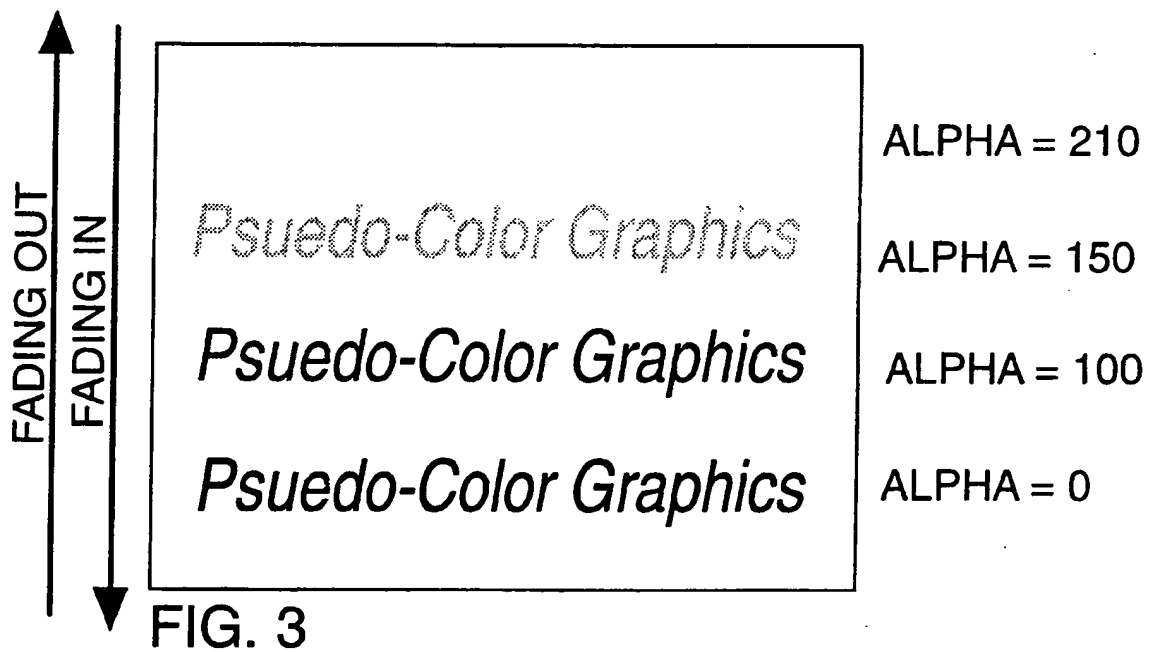 FADING OUT
FADING IN
ALPHA = 210
Psuedo-Color Graphics
ALPHA = 150
Psuedo-Color Graphics
ALPHA = 100
Psuedo-Color Graphics
ALPHA = 0
FIG. 3